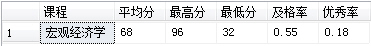 课程 平均分 最高分 最低分 及格率 优秀率
1 宏观经济学 68 96 32 0.55 0.18